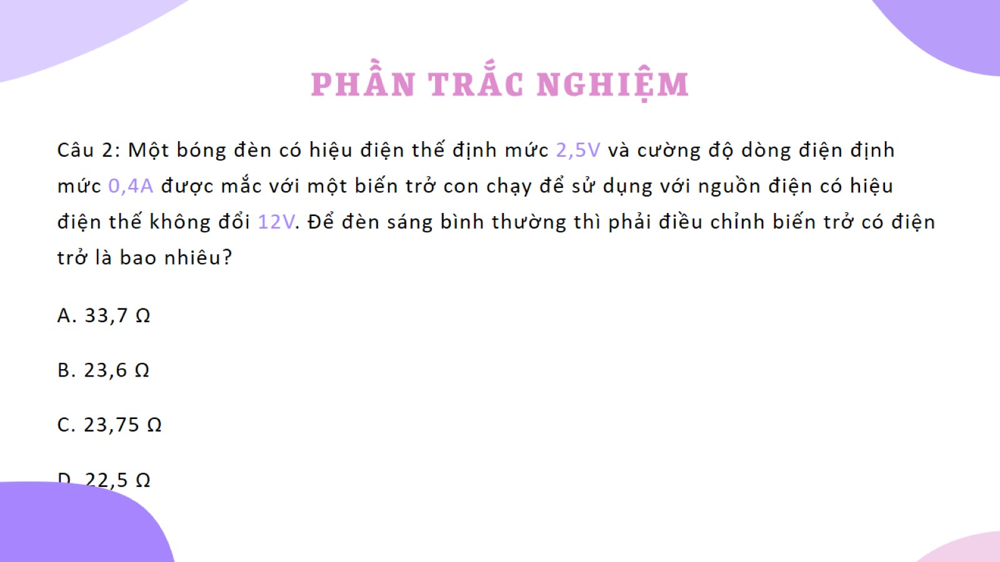 PHẦN TRẮC NGHIỆM
Câu 2: Một bóng đèn có hiệu điện thế định mức 2,5V và cường độ dòng điện định
mức 0,4A được mắc với một biến trở con chạy để sử dụng với nguồn điện có hiệu
điện thế không đổi 12V. Để đèn sáng bình thường thì phải điều chỉnh biến trở có điện
trở là bao nhiêu?
A. 33,7 Ω
B. 23,6 Ω
C. 23,75 Ω
D. 22,5 Ω